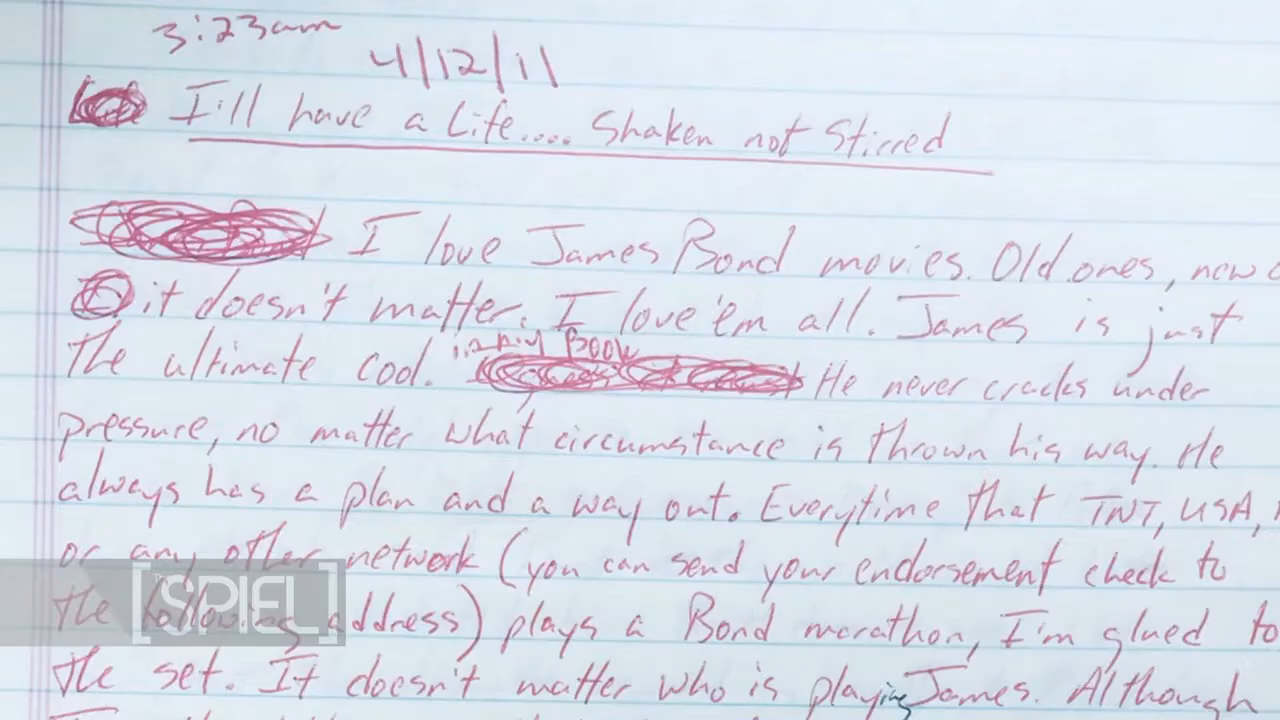 3:23am
4/12/11
I'll have a Life.... Shaken not Stirred
I love James Bond movies. Old ones, new
it doesn't matter. I love 'em all. James is just
Book
the ultimate cool. He never cracks under
pressure, no matter what circumstance is thrown his way. He
always has a plan and a way out. Everytime that TNT, USA,
or any other network (you can send your endorsement check to
the following address) plays a Bond marathon, I'm glued to
the set. It doesn't matter who is playing James. Although
[SPIEL]